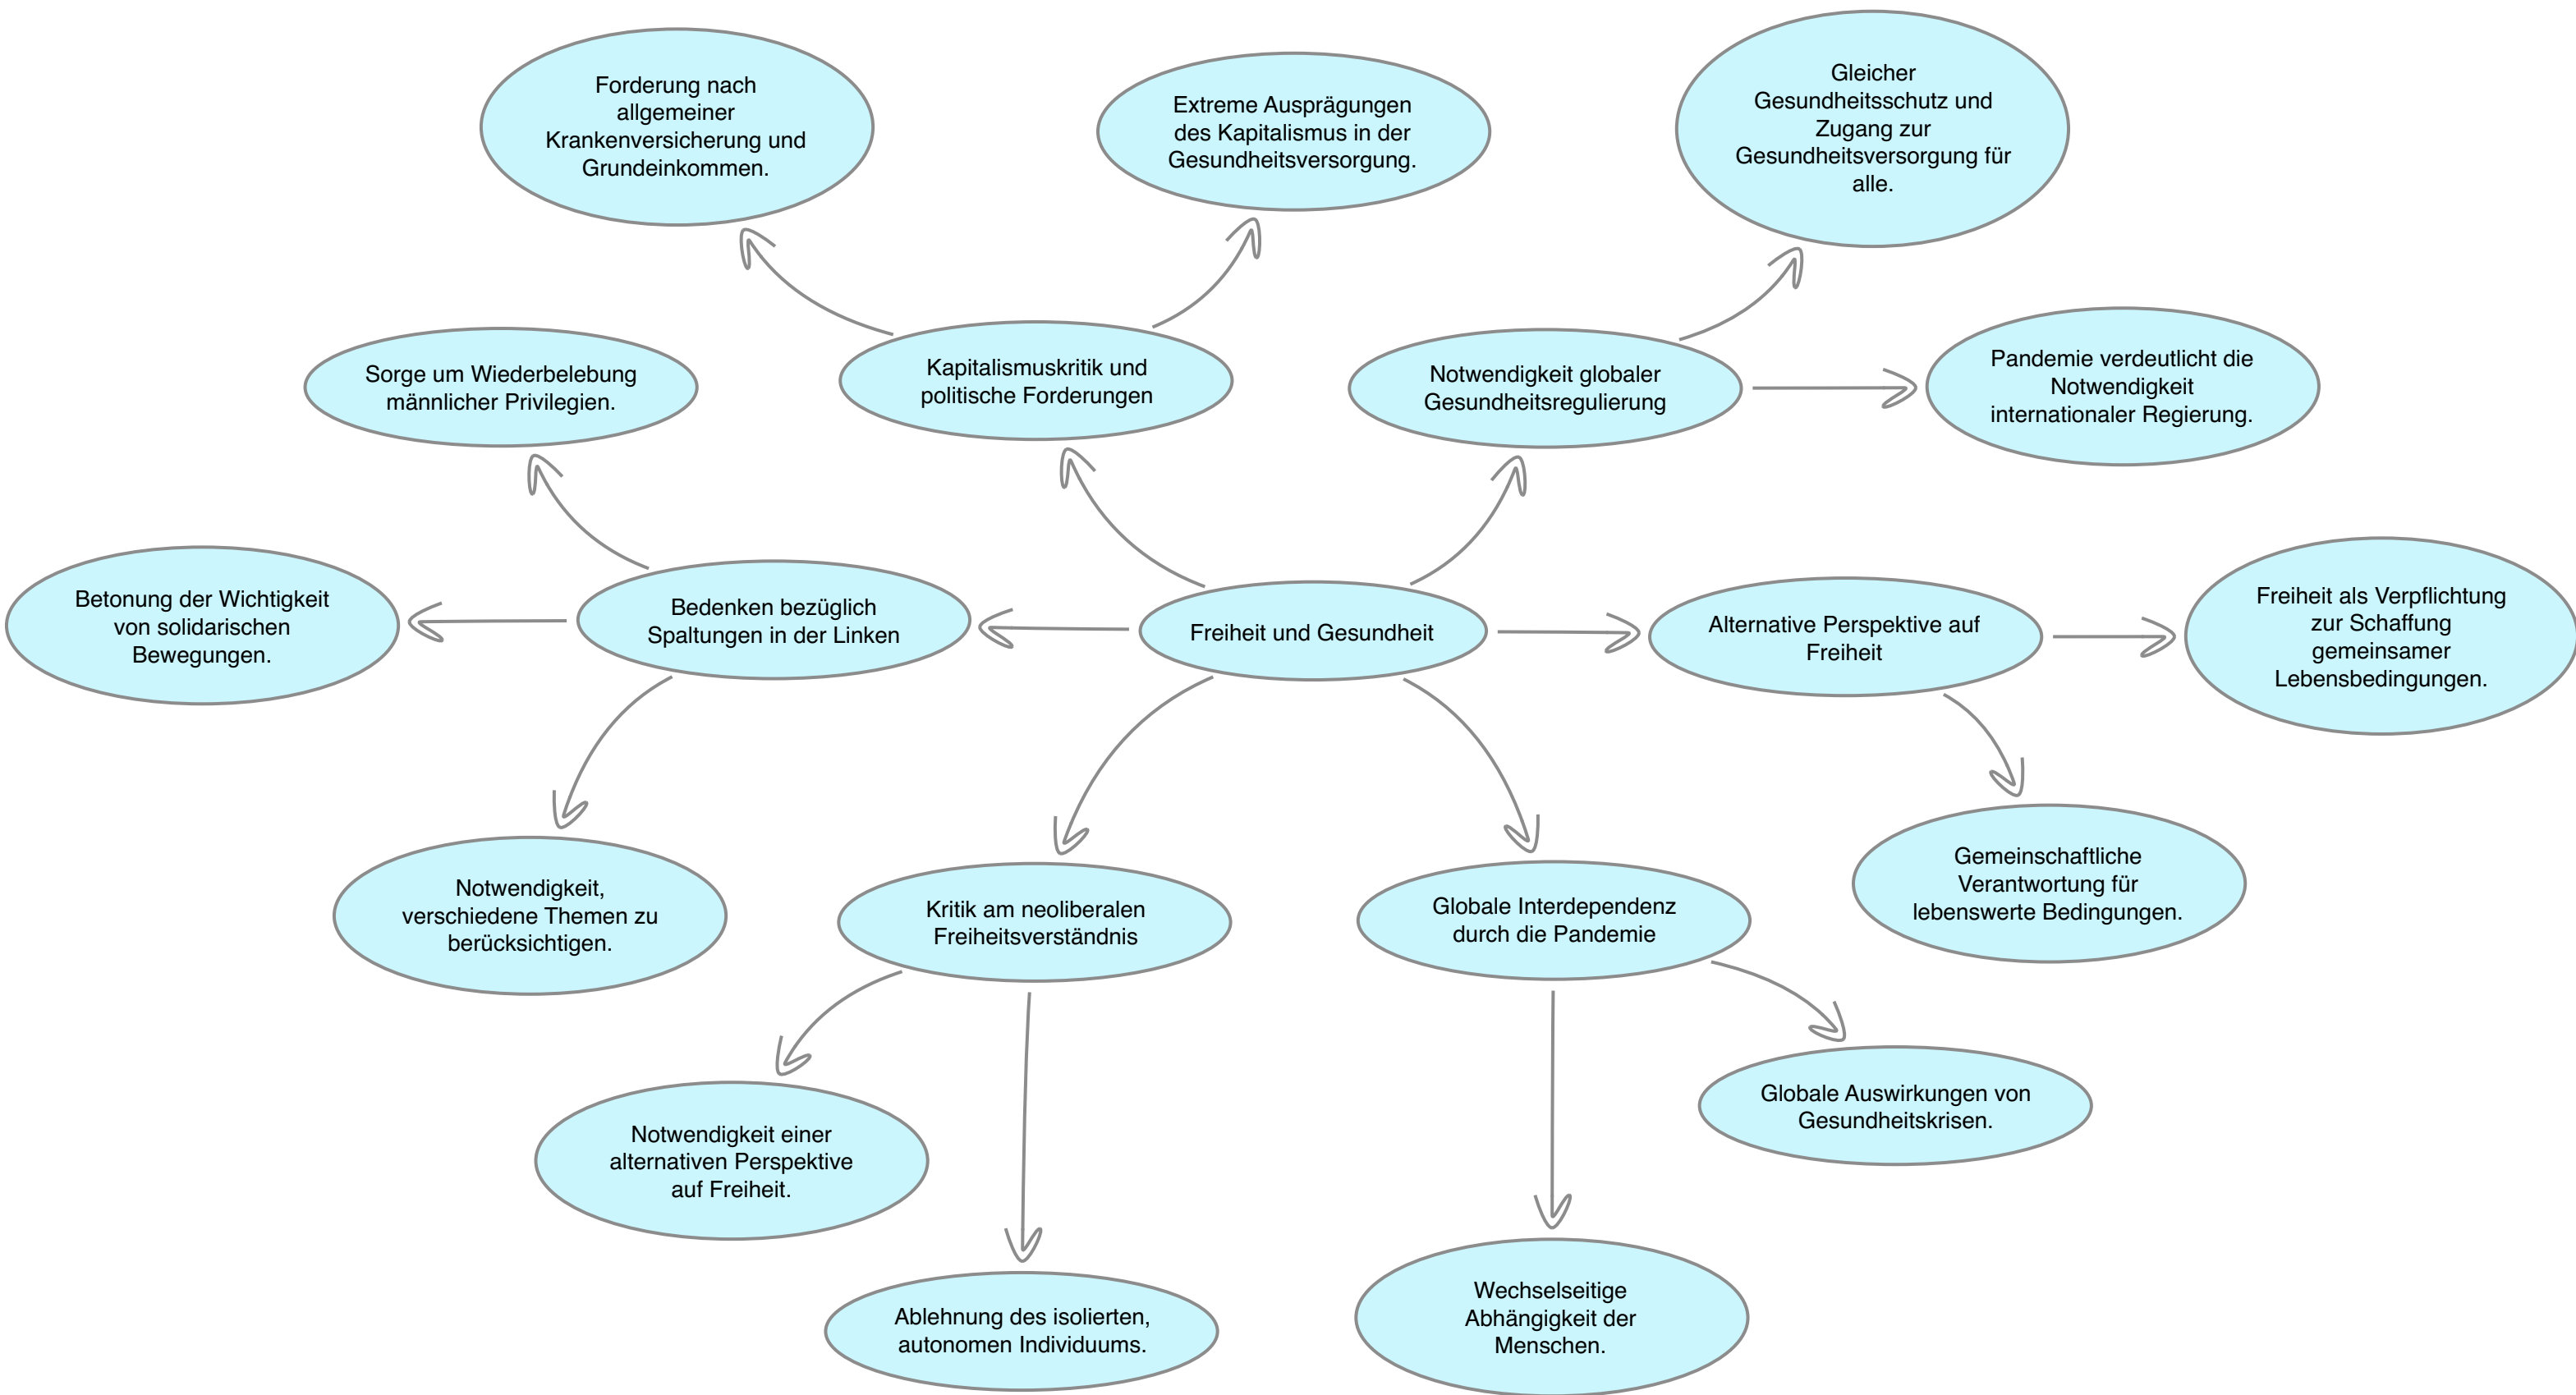 Forderung nach
allgemeiner
Krankenversicherung und
Grundeinkommen.
Extreme Ausprägungen
des Kapitalismus in der
Gesundheitsversorgung.
Gleicher
Gesundheitsschutz und
Zugang zur
Gesundheitsversorgung für
alle.
Sorge um Wiederbelebung
männlicher Privilegien.
Kapitalismuskritik und
politische Forderungen
Notwendigkeit globaler
Gesundheitsregulierung
Pandemie verdeutlicht die
Notwendigkeit
internationaler Regierung.
Betonung der Wichtigkeit
von solidarischen
Bewegungen.
Bedenken bezüglich
Spaltungen in der Linken
Freiheit und Gesundheit
Alternative Perspektive auf
Freiheit
Freiheit als Verpflichtung
zur Schaffung
gemeinsamer
Lebensbedingungen.
Notwendigkeit,
verschiedene Themen zu
berücksichtigen.
Kritik am neoliberalen
Freiheitsverständnis
Globale Interdependenz
durch die Pandemie
Gemeinschaftliche
Verantwortung für
lebenswerte Bedingungen.
Notwendigkeit einer
alternativen Perspektive
auf Freiheit.
Globale Auswirkungen von
Gesundheitskrisen.
Ablehnung des isolierten,
autonomen Individuums.
Wechselseitige
Abhängigkeit der
Menschen.